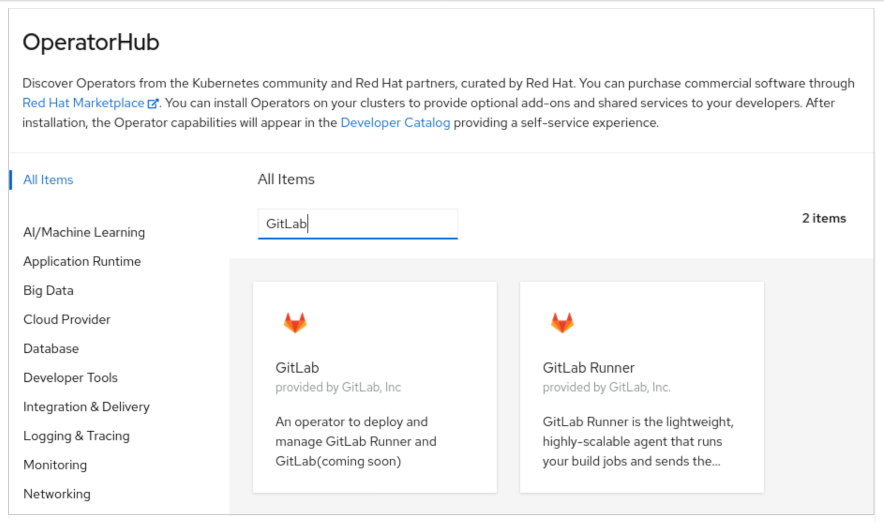 OperatorHub
Discover Operators from the Kubernetes community and Red Hat partners, curated by Red Hat. You can purchase commercial software through
Red Hat Marketplace. You can install Operators on your clusters to provide optional add-ons and shared services to your developers. After
installation, the Operator capabilities will appear in the Developer Catalog providing a self-service experience.
All Items
AI/Machine Learning
Application Runtime
Big Data
Cloud Provider
Database
Developer Tools
Integration & Delivery
Logging & Tracing
Monitoring
Networking
All Items
GitLab
2 items
GitLab
provided by GitLab, Inc
An operator to deploy and
manage GitLab Runner and
GitLab(coming soon)
GitLab Runner
provided by GitLab, Inc.
GitLab Runner is the lightweight,
highly-scalable agent that runs
your build jobs and sends the...